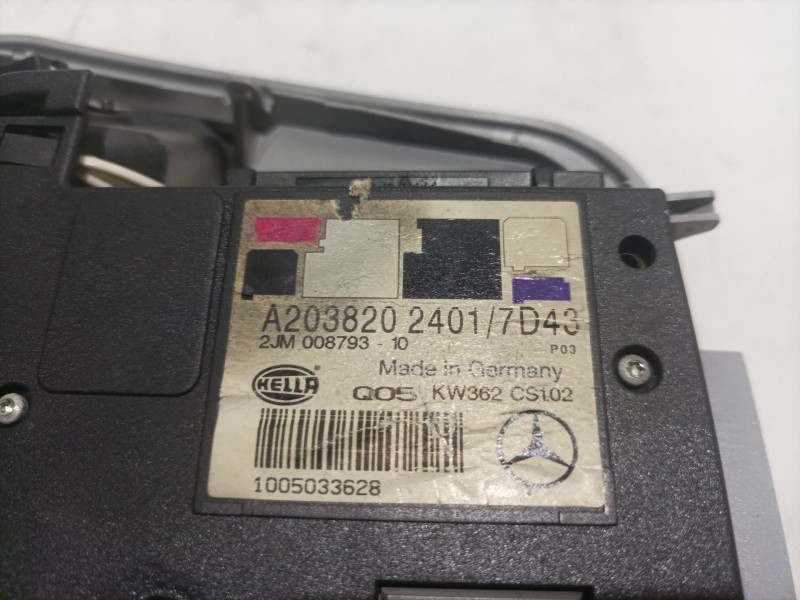 A203820 2401/7D43
2JM 008793 - 10 P03
Made in Germany
HELLA Q05 KW362 CS1.02
1005033628